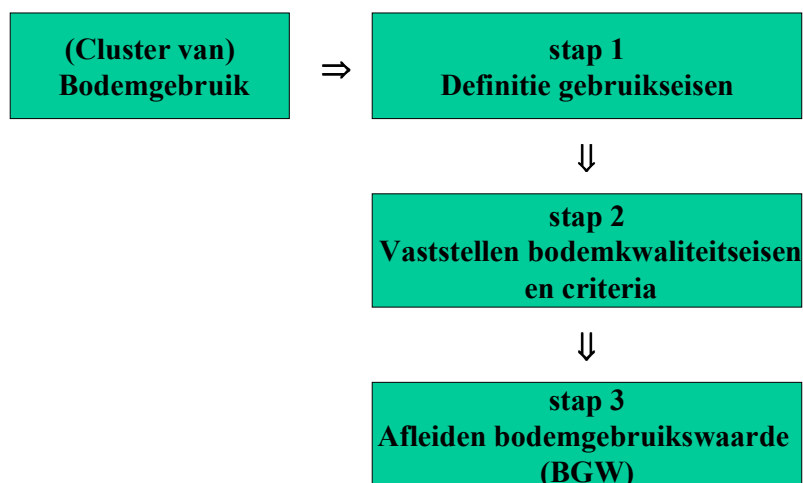 (Cluster van)
Bodemgebruik
⇒
stap 1
Definitie gebruikseisen
⇓
stap 2
Vaststellen bodemkwaliteitseisen
en criteria
⇓
stap 3
Afleiden bodemgebruikswaarde
(BGW)